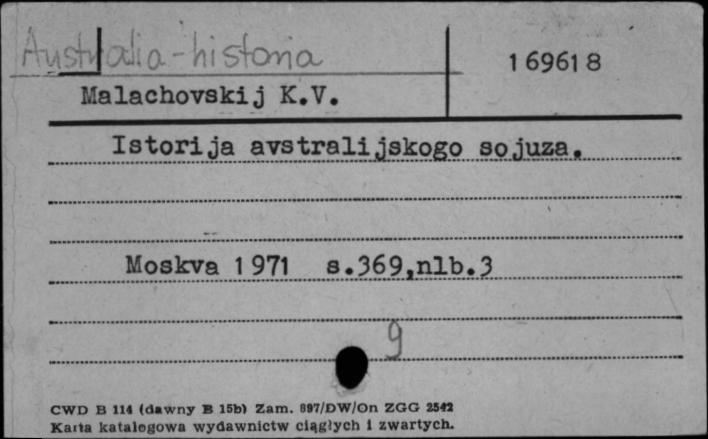 Australia-historia
169618
Malachovskij K.V.
Istorija avstralijskogo sojuza.
Moskva 1971 s.369,nlb.3
9
CWD B 114 (dawny B 15b) Zam. 897/DW/On ZGG 2542
Karta katalogowa wydawnictw ciągłych i zwartych.